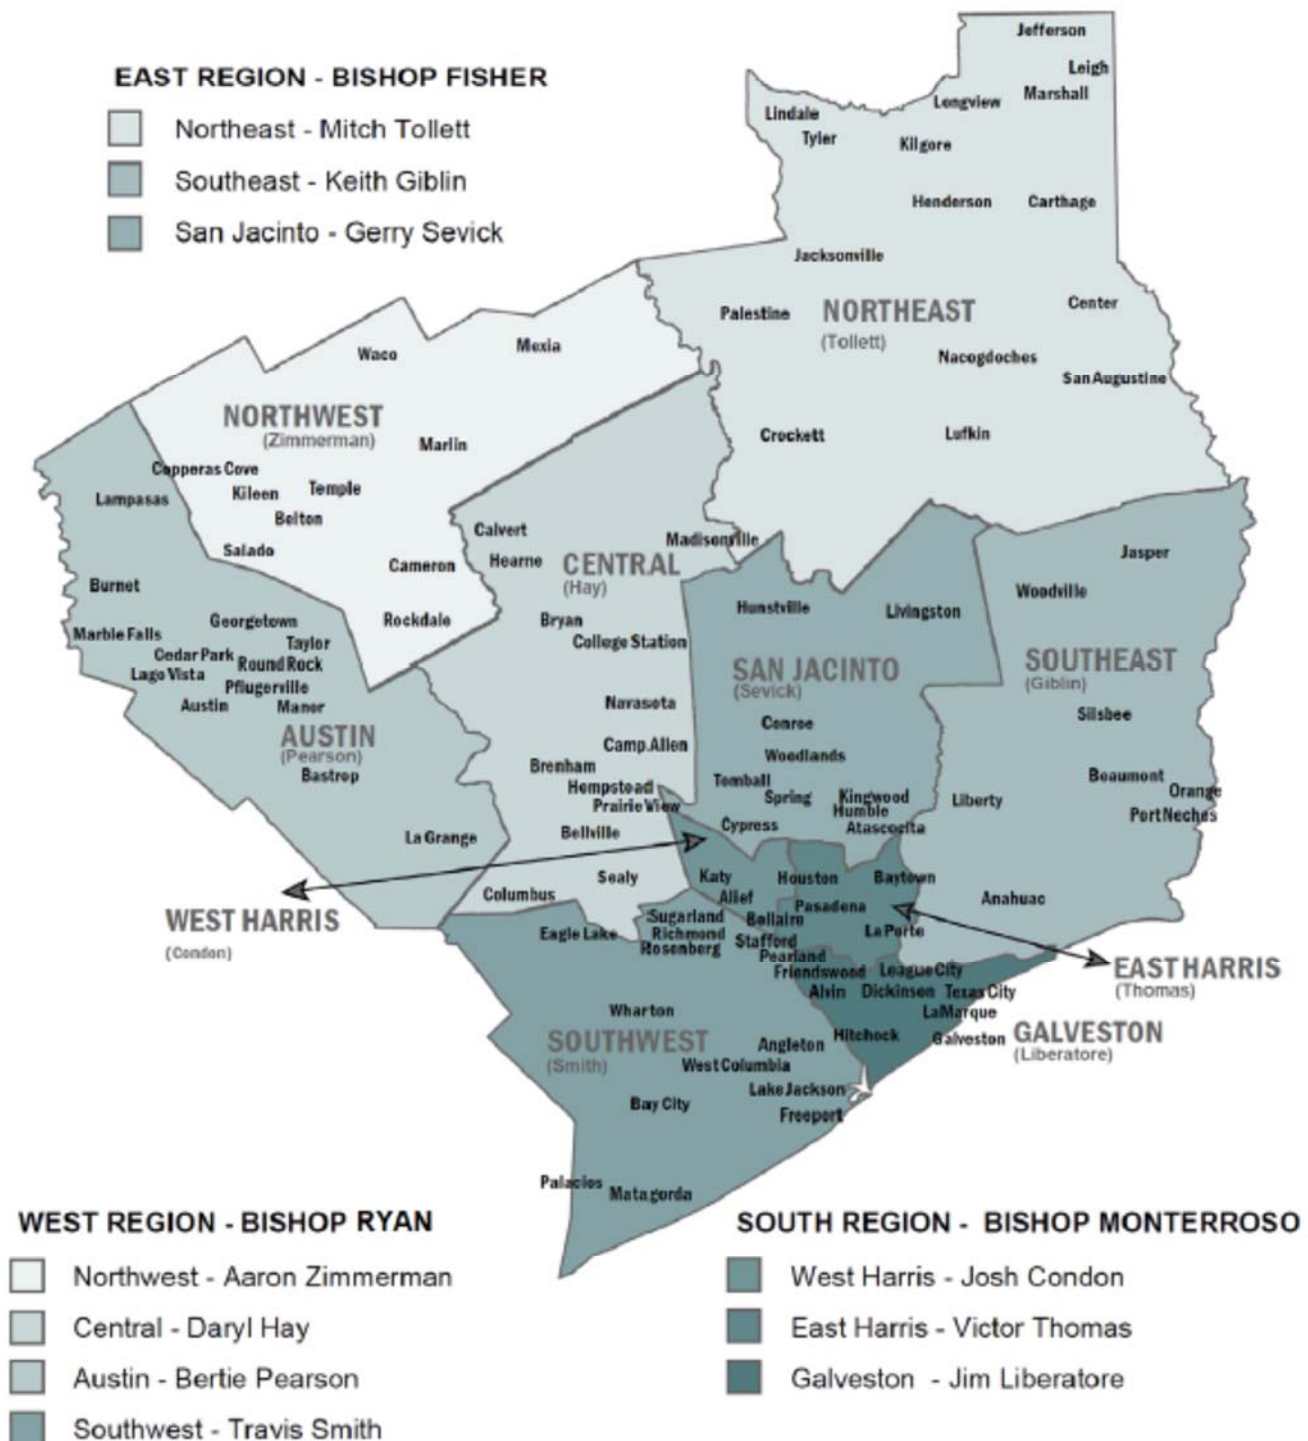 EAST REGION - BISHOP FISHER
Northeast - Mitch Tollett
Southeast - Keith Giblin
San Jacinto - Gerry Sevick
Jefferson
Leigh
Marshall
Longview
Lindale
Tyler
Kilgore
Henderson
Carthage
Jacksonville
Palestine
NORTHEAST
(Tollett)
Center
Nacogdoches
San Augustine
Crockett
Lufkin
Waco
Mexia
NORTHWEST
(Zimmerman)
Marlin
Copperas Cove
Kileen
Temple
Belton
Salado
Cameron
Rockdale
Lampasas
Burnet
Georgetown
Marble Falls
Taylor
Cedar Park
Round Rock
Lago Vista
Pflugerville
Austin
Manor
AUSTIN
(Pearson)
Bastrop
La Grange
Calvert
Hearne
CENTRAL
(Hay)
Madisonville
Bryan
College Station
Navasota
Camp Allen
Brenham
Hempstead
Prairie View
Bellville
Sealy
Columbus
Hunstville
Livingston
SAN JACINTO
(Sevick)
Conroe
Woodlands
Tomball
Spring
Kingwood
Humble
Cypress
Atascocita
Jasper
Woodville
SOUTHEAST
(Giblin)
Silsbee
Beaumont
Orange
Liberty
Port Neches
Anahuac
WEST HARRIS
(Condon)
Katy
Alief
Houston
Baytown
Pasadena
Bellaire
La Porte
EAST HARRIS
(Thomas)
Sugarland
Richmond
Rosenberg
Stafford
Pearland
Eagle Lake
Friendswood
League City
Alvin
Dickinson
Texas City
LaMarque
Hitchock
Galveston
GALVESTON
(Liberatore)
Wharton
SOUTHWEST
(Smith)
Angleton
West Columbia
Lake Jackson
Bay City
Freeport
Palacios
Matagorda
WEST REGION - BISHOP RYAN
Northwest - Aaron Zimmerman
Central - Daryl Hay
Austin - Bertie Pearson
Southwest - Travis Smith
SOUTH REGION - BISHOP MONTERROSO
West Harris - Josh Condon
East Harris - Victor Thomas
Galveston - Jim Liberatore